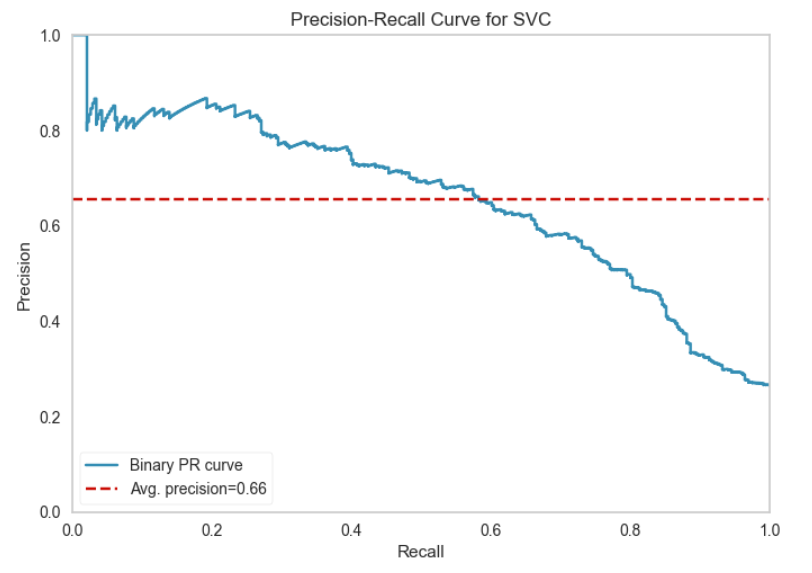 Precision-Recall Curve for SVC
1.0
0.8
0.6
0.4
0.2
0.0
Precision
Binary PR curve
Avg. precision=0.66
0.0 0.2 0.4 0.6 0.8 1.0
Recall